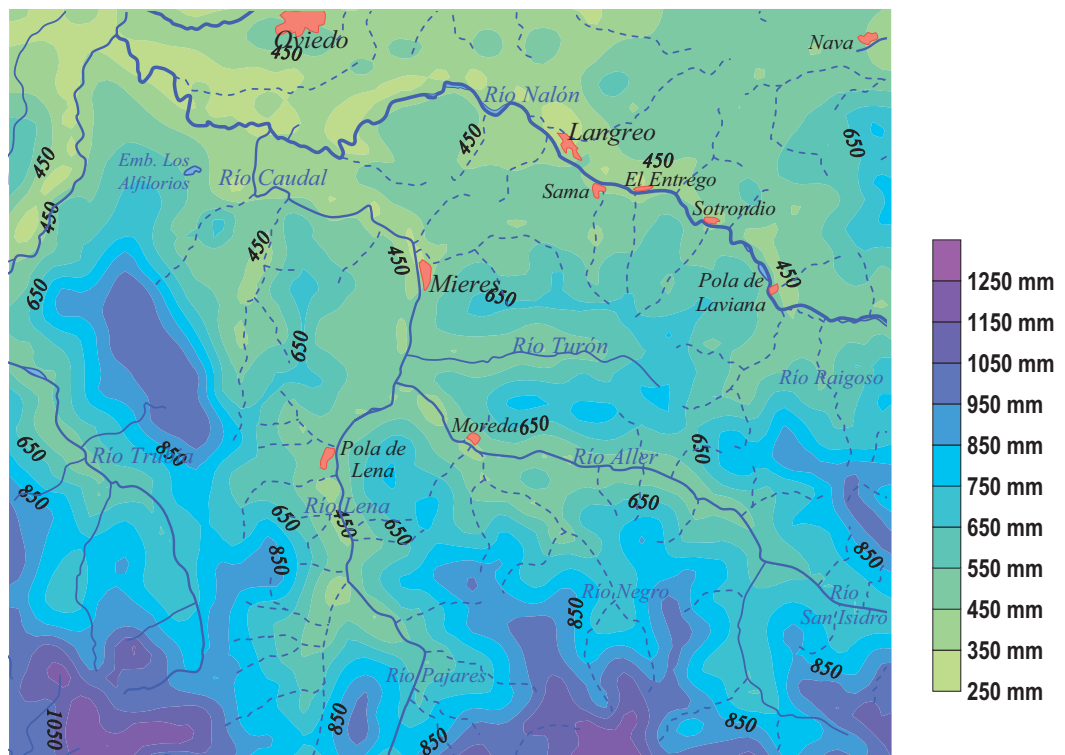 Oviedo
450
Nava
Río Nalón
Langreo
450
650
450
450
Emb. Los
Alfilorios
Río Caudal
Sama
El Entrego
Sotrondio
450
450
450
450
Pola de
Laviana
650
Mieres
650
650
Río Turón
Río Raigoso
Moreda
650
650
Pola de
Lena
650
Río Trubia
850
Río Aller
850
650
Río Lena
650
450
650
850
850
Río Negro
850
Río
San Isidro
850
Río Pajares
1050
850
850
850
1250 mm
1150 mm
1050 mm
950 mm
850 mm
750 mm
650 mm
550 mm
450 mm
350 mm
250 mm